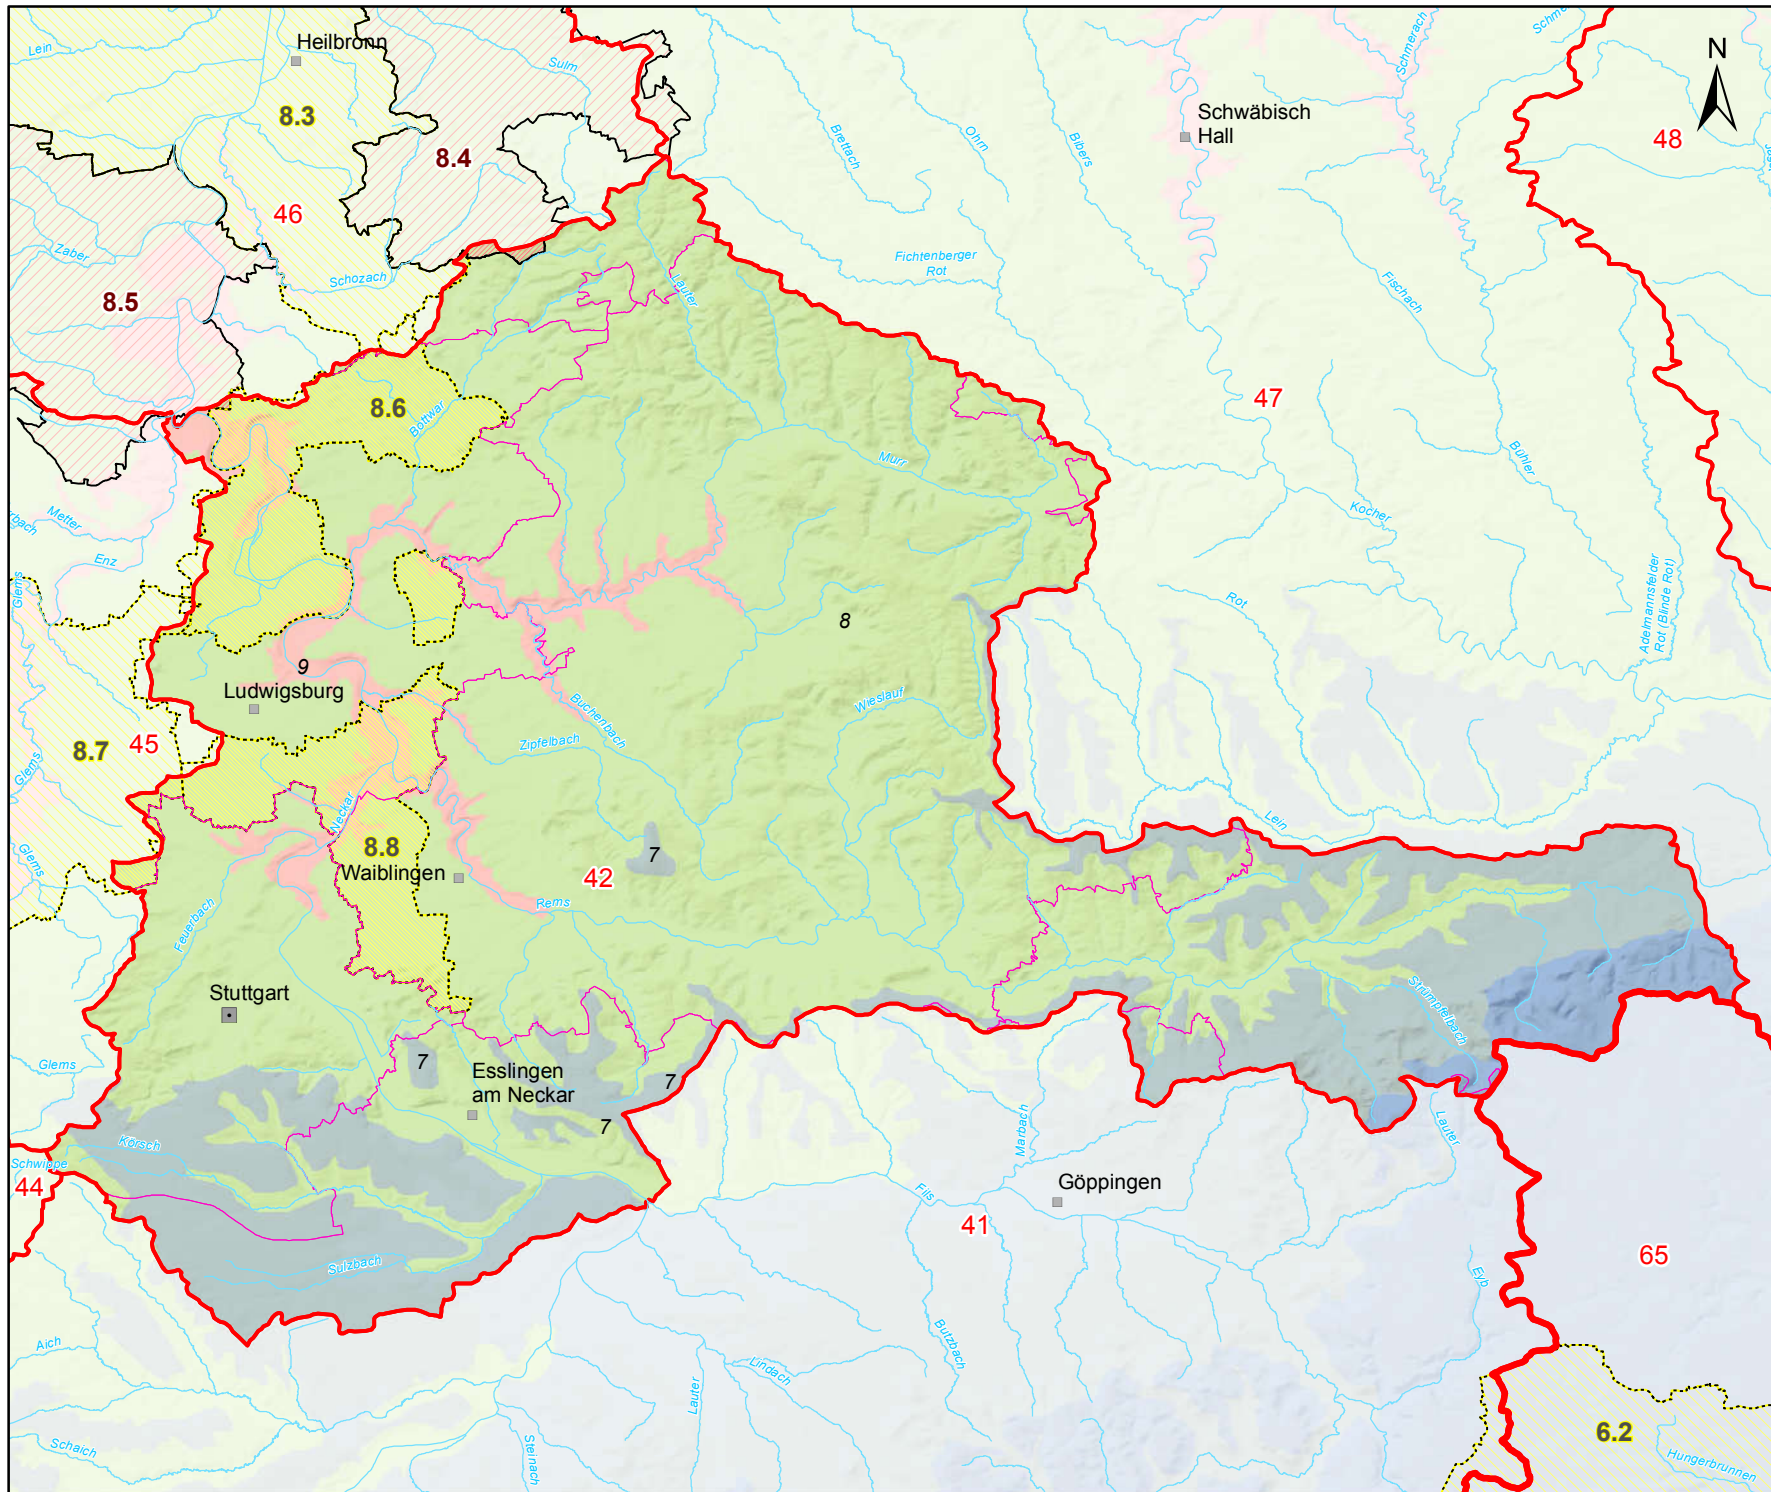 Lein
Heilbronn
Sulm
Schmerach
N
8.3
Brettach
Ohrn
Bibers
Schwäbisch
Hall
48
8.4
46
Zaber
Schozach
Fichtenberger
Rot
Lauter
Fischach
8.5
8.6
Bottwar
47
Murr
Bühler
Metter
Enz
Kocher
Glems
Adelmannsfelder
Rot (Blinde Rot)
Rot
8
9
Ludwigsburg
Wieslauf
Buchenbach
Zipfelbach
8.7
45
Glems
Neckar
Lein
8.8
7
Waiblingen
42
Glems
Rems
Feuerbach
Stuttgart
Strümpfelbach
Glems
7
Esslingen
am Neckar
7
7
Marbach
Lauter
Körsch
Schwippe
44
Göppingen
Fils
41
65
Sulzbach
Eyb
Aich
Butzbach
Lindach
Lauter
6.2
Schaich
Steinach
Hungerbrunnen